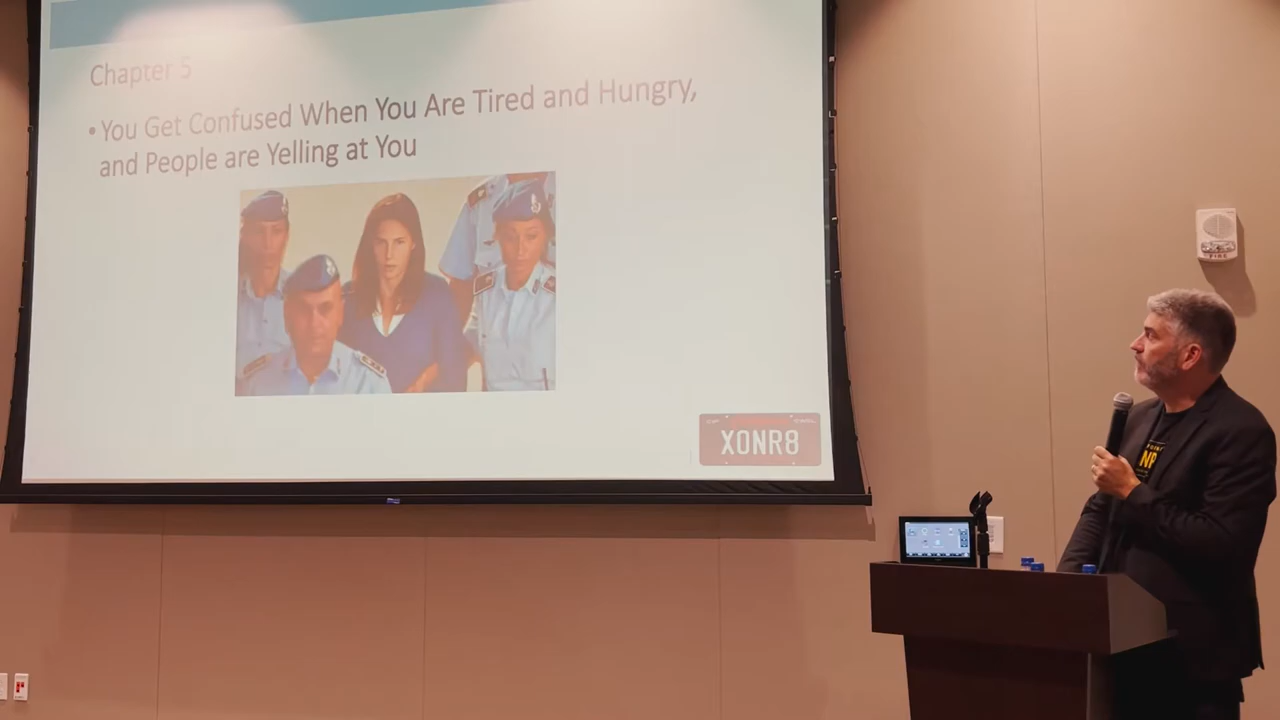 Chapter 5
• You Get Confused When You Are Tired and Hungry,
and People are Yelling at You
XONR8
FIRE
NP